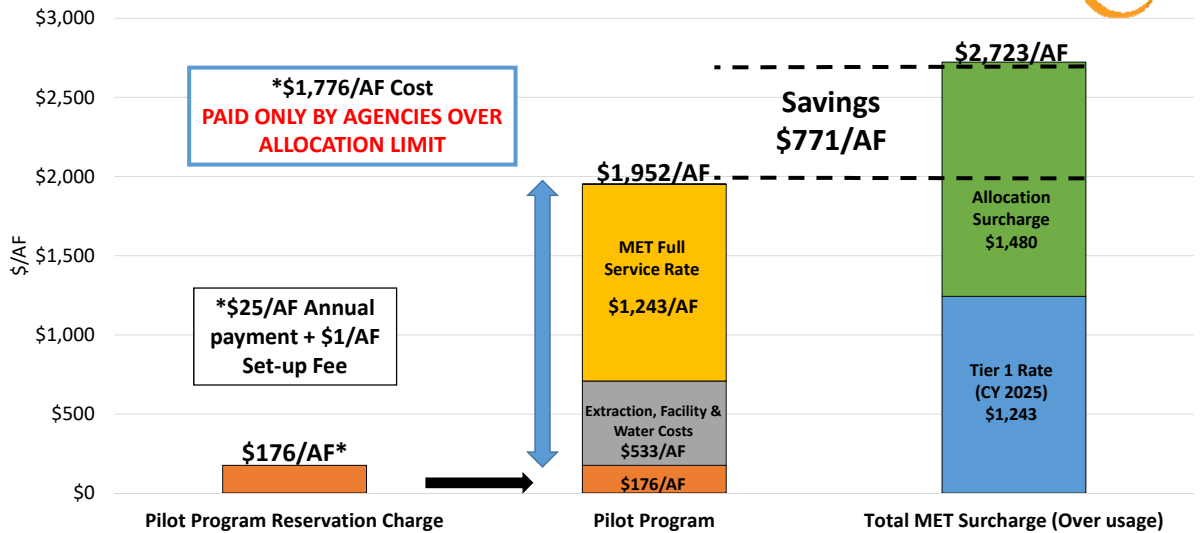 $3,000
$2,500
$2,000
$1,500
$1,000
$500
$0
$/AF
*$1,776/AF Cost
PAID ONLY BY AGENCIES OVER
ALLOCATION LIMIT
*$25/AF Annual
payment + $1/AF
Set-up Fee
$176/AF*
$1,952/AF
MET Full
Service Rate
$1,243/AF
Extraction, Facility &
Water Costs
$533/AF
$176/AF
Savings
$771/AF
$2,723/AF
Allocation
Surcharge
$1,480
Tier 1 Rate
(CY 2025)
$1,243
Pilot Program Reservation Charge
Pilot Program
Total MET Surcharge (Over usage)